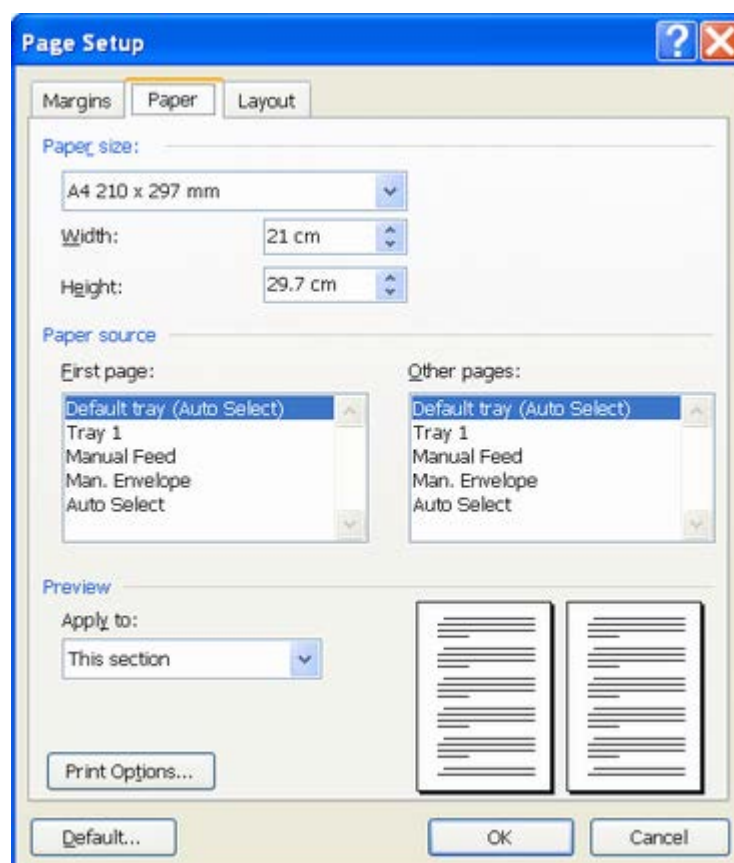 Page Setup
?
Margins Paper Layout
Paper size:
A4 210 x 297 mm
Width: 21 cm
Height: 29.7 cm
Paper source
First page: Other pages:
Default tray (Auto Select) Default tray (Auto Select)
Tray 1 Tray 1
Manual Feed Manual Feed
Man. Envelope Man. Envelope
Auto Select Auto Select
Preview
Apply to:
This section
Print Options...
Default... OK Cancel